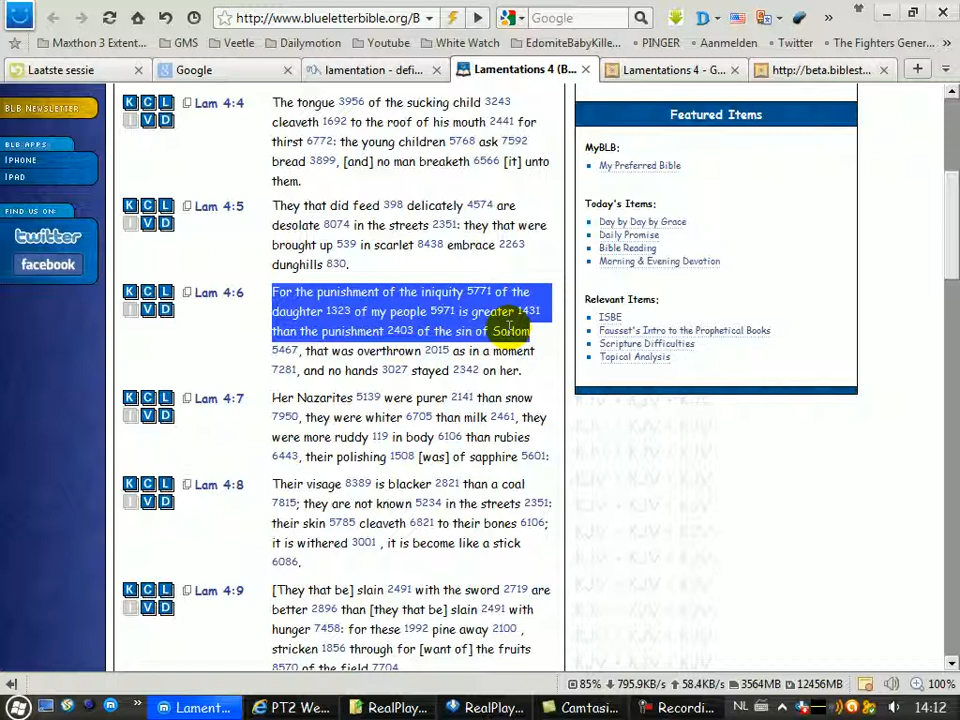 http://www.blueletterbible.org/B
Google
Maxthon 3 Extent...
GMS
Veetle
Dailymotion
Youtube
White Watch
EdomiteBabyKille...
PINGER
Aanmelden
Twitter
The Fighters Gener...
Laatste sessie
Google
lamentation - defi...
Lamentations 4 (B...
Lamentations 4 - G...
http://beta.biblest...
BLB NEWSLETTER
BLB APPS
IPHONE
IPAD
FIND US ON:
twitter
facebook
K C L
I V D
Lam 4:4
The tongue 3956 of the sucking child 3243
cleaveth 1692 to the roof of his mouth 2441 for
thirst 6772: the young children 5768 ask 7592
bread 3899, [and] no man breaketh 6566 [it] unto
them.
K C L
I V D
Lam 4:5
They that did feed 398 delicately 4574 are
desolate 8074 in the streets 2351: they that were
brought up 539 in scarlet 8438 embrace 2263
dunghills 830.
K C L
I V D
Lam 4:6
For the punishment of the iniquity 5771 of the
daughter 1323 of my people 5971 is greater 1431
than the punishment 2403 of the sin of Sodom
5467, that was overthrown 2015 as in a moment
7281, and no hands 3027 stayed 2342 on her.
K C L
I V D
Lam 4:7
Her Nazarites 5139 were purer 2141 than snow
7950, they were whiter 6705 than milk 2461, they
were more ruddy 119 in body 6106 than rubies
6443, their polishing 1508 [was] of sapphire 5601:
K C L
I V D
Lam 4:8
Their visage 8389 is blacker 2821 than a coal
7815; they are not known 5234 in the streets 2351:
their skin 5785 cleaveth 6821 to their bones 6106;
it is withered 3001 , it is become like a stick
6086.
K C L
I V D
Lam 4:9
[They that be] slain 2491 with the sword 2719 are
better 2896 than [they that be] slain 2491 with
hunger 7458: for these 1992 pine away 2100 ,
stricken 1856 through for [want of] the fruits
8570 of the field 7704.
Featured Items
MyBLB:
My Preferred Bible
Today's Items:
Day by Day by Grace
Daily Promise
Bible Reading
Morning & Evening Devotion
Relevant Items:
ISBE
Fausset's Intro to the Prophetical Books
Scripture Difficulties
Topical Analysis
85%
795.9KB/s
58.4KB/s
3564MB
12456MB
100%
Lament...
PT2 We...
RealPlay...
RealPlay...
Camtasi...
Recordi...
NL
14:12